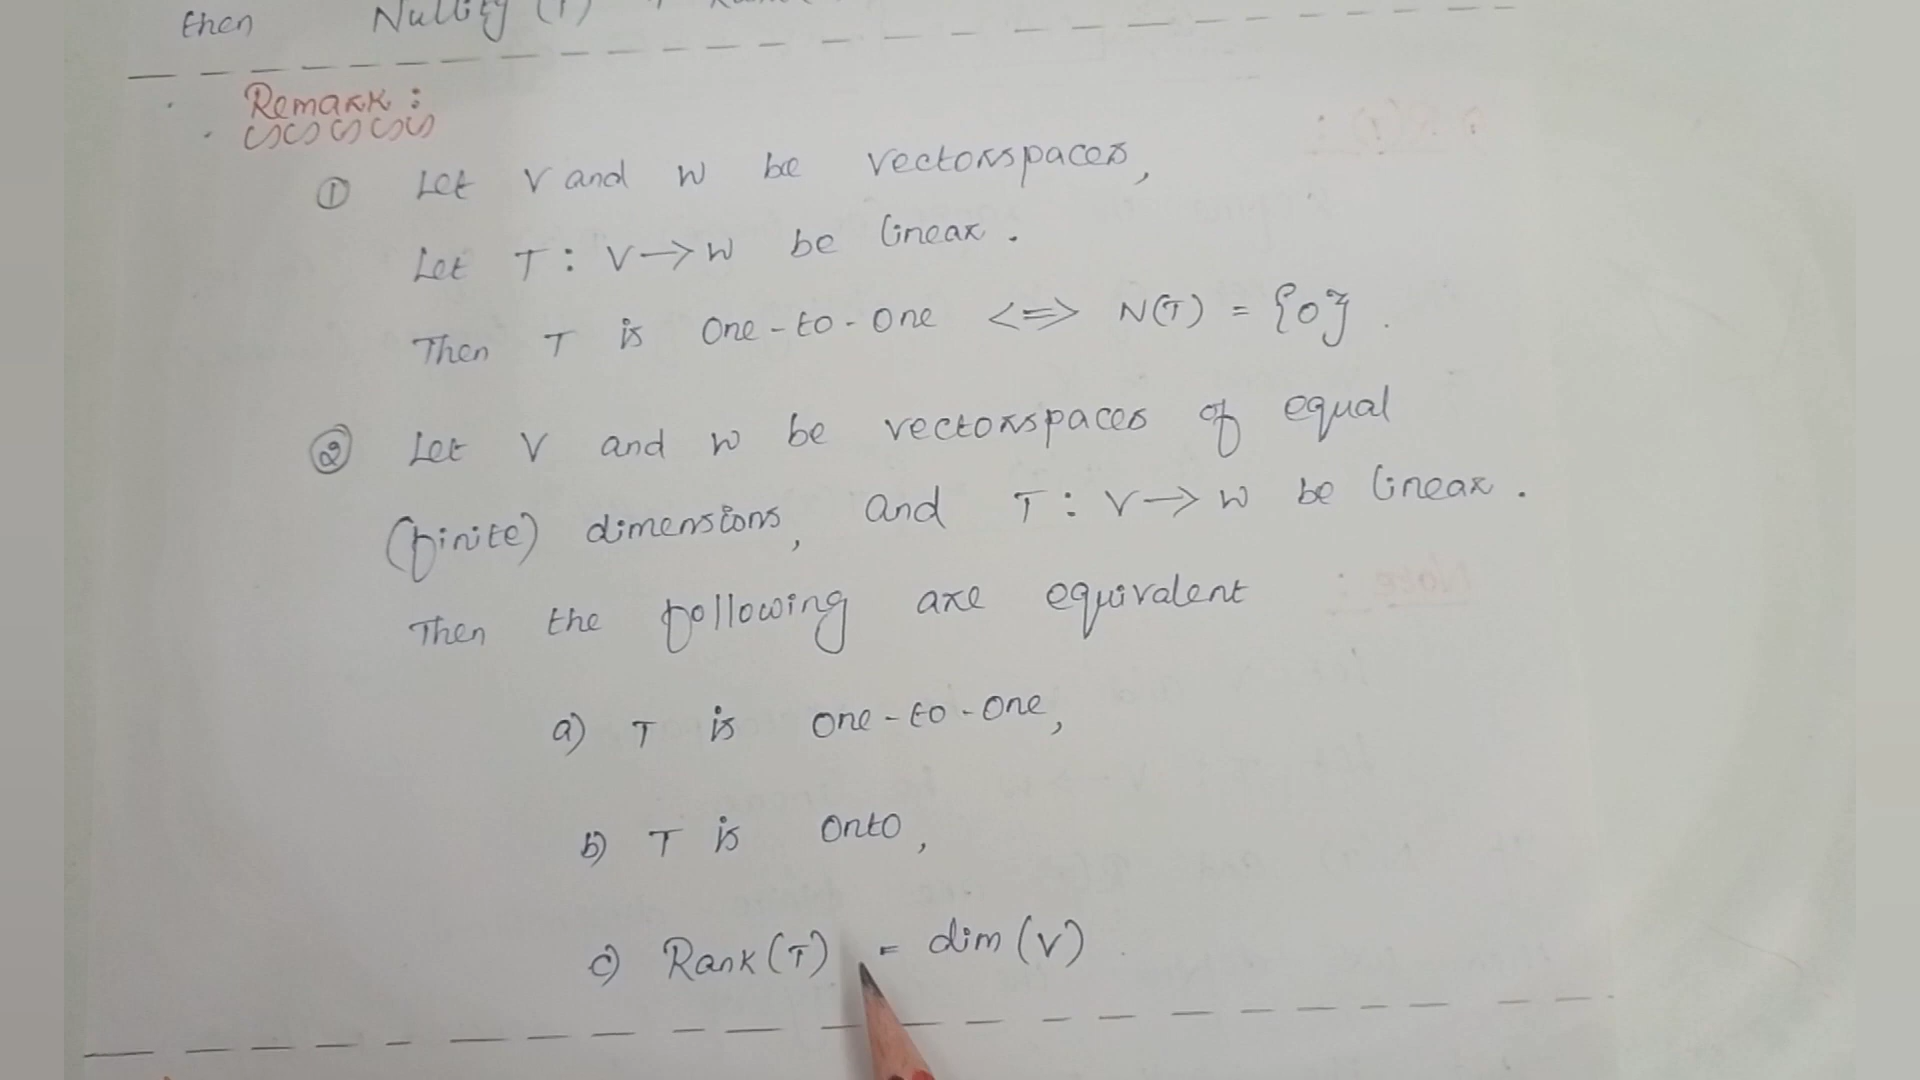 then Nullity (T)
Remark :
① Let V and W be vectorspaces,
Let T : V → W be linear .
Then T is one-to-one <=> N(T) = {0} .
② Let V and W be vectorspaces of equal
(finite) dimensions, and T : V → W be linear .
Then the following are equivalent
a) T is one-to-one,
b) T is onto,
c) Rank(T) = dim(V)